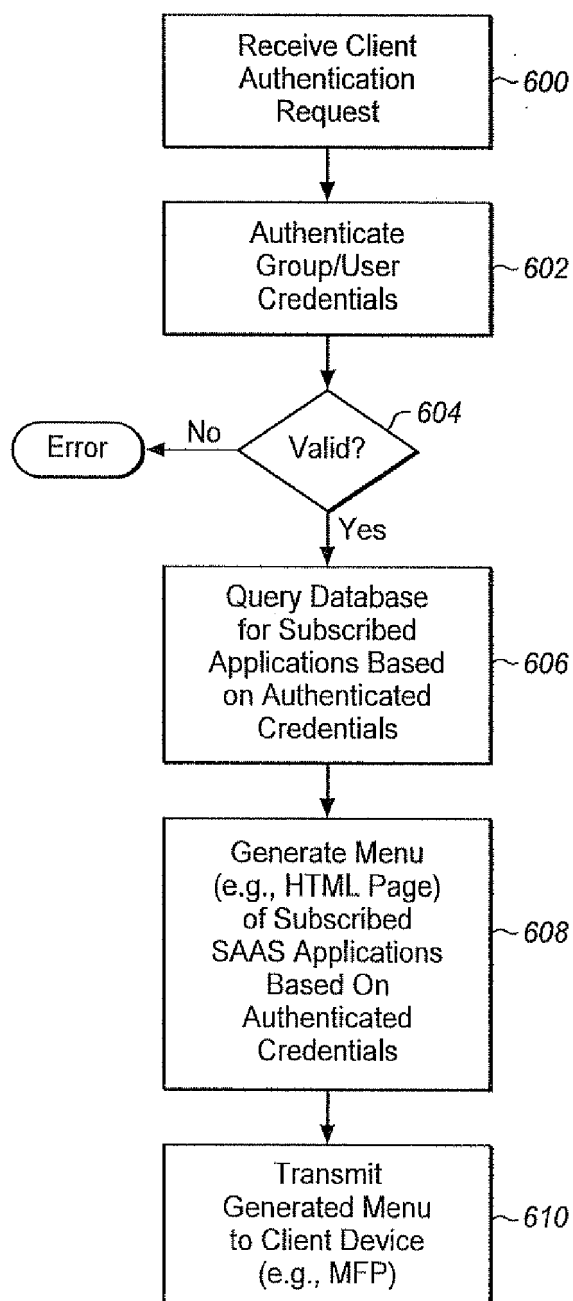 Receive Client
Authentication
Request
600
Authenticate
Group/User
Credentials
602
604
Valid?
No
Error
Yes
Query Database
for Subscribed
Applications Based
on Authenticated
Credentials
606
Generate Menu
(e.g., HTML Page)
of Subscribed
SAAS Applications
Based On
Authenticated
Credentials
608
Transmit
Generated Menu
to Client Device
(e.g., MFP)
610